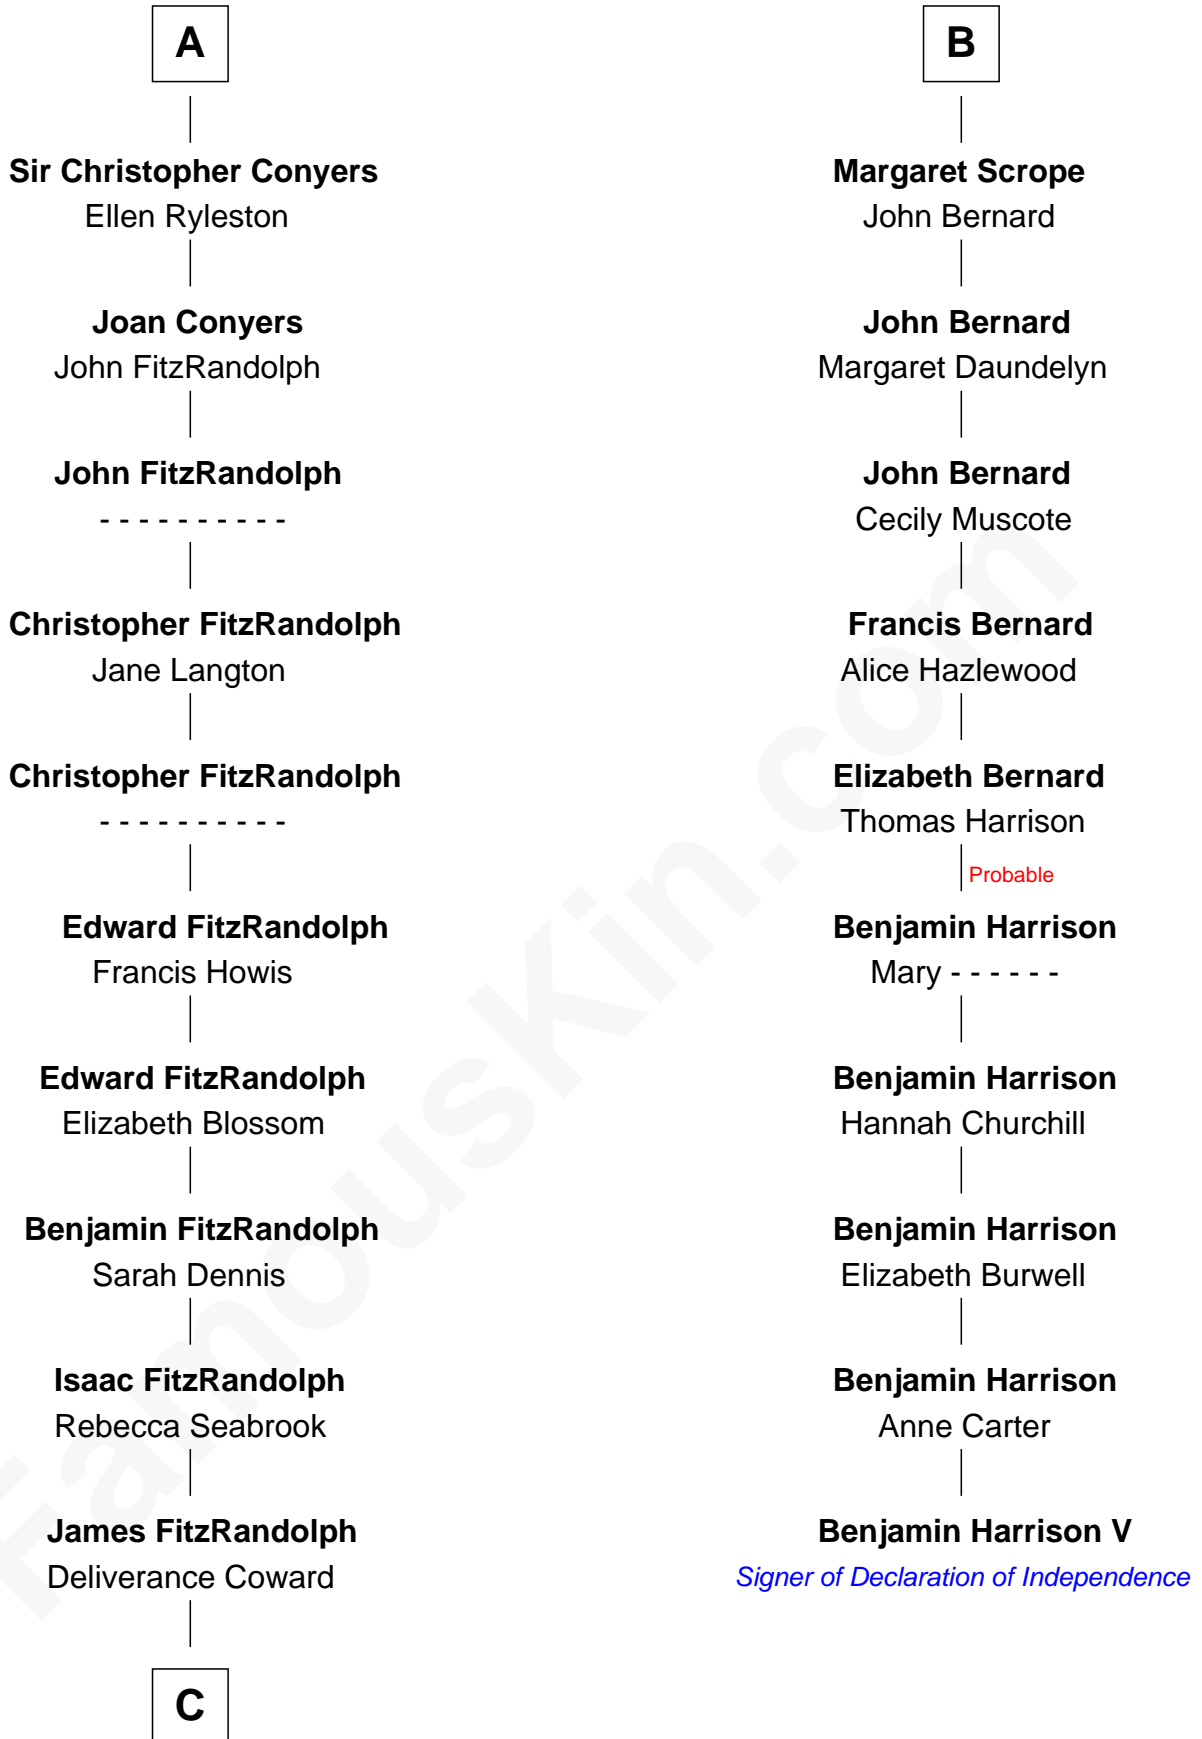 A
Sir Christopher Conyers
Ellen Ryleston
Joan Conyers
John FitzRandolph
John FitzRandolph
- - - - - - - - - -
Christopher FitzRandolph
Jane Langton
Christopher FitzRandolph
- - - - - - - - - -
Edward FitzRandolph
Francis Howis
Edward FitzRandolph
Elizabeth Blossom
Benjamin FitzRandolph
Sarah Dennis
Isaac FitzRandolph
Rebecca Seabrook
James FitzRandolph
Deliverance Coward
C
B
Margaret Scrope
John Bernard
John Bernard
Margaret Daundelyn
John Bernard
Cecily Muscote
Francis Bernard
Alice Hazlewood
Elizabeth Bernard
Thomas Harrison
Probable
Benjamin Harrison
Mary - - - - - -
Benjamin Harrison
Hannah Churchill
Benjamin Harrison
Elizabeth Burwell
Benjamin Harrison
Anne Carter
Benjamin Harrison V
Signer of Declaration of Independence
FamousKin.com